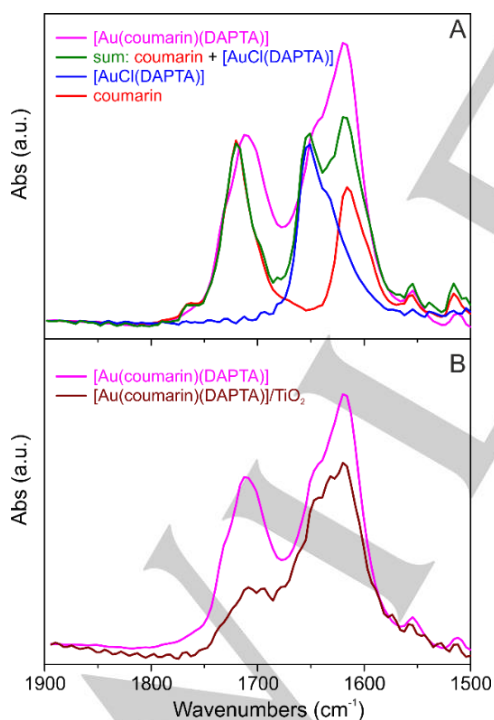 A
[Au(coumarin)(DAPTA)]
sum: coumarin + [AuCl(DAPTA)]
[AuCl(DAPTA)]
coumarin
Abs (a.u.)
B
[Au(coumarin)(DAPTA)]
[Au(coumarin)(DAPTA)]/TiO₂
Abs (a.u.)
1900 1800 1700 1600 1500
Wavenumbers (cm⁻¹)